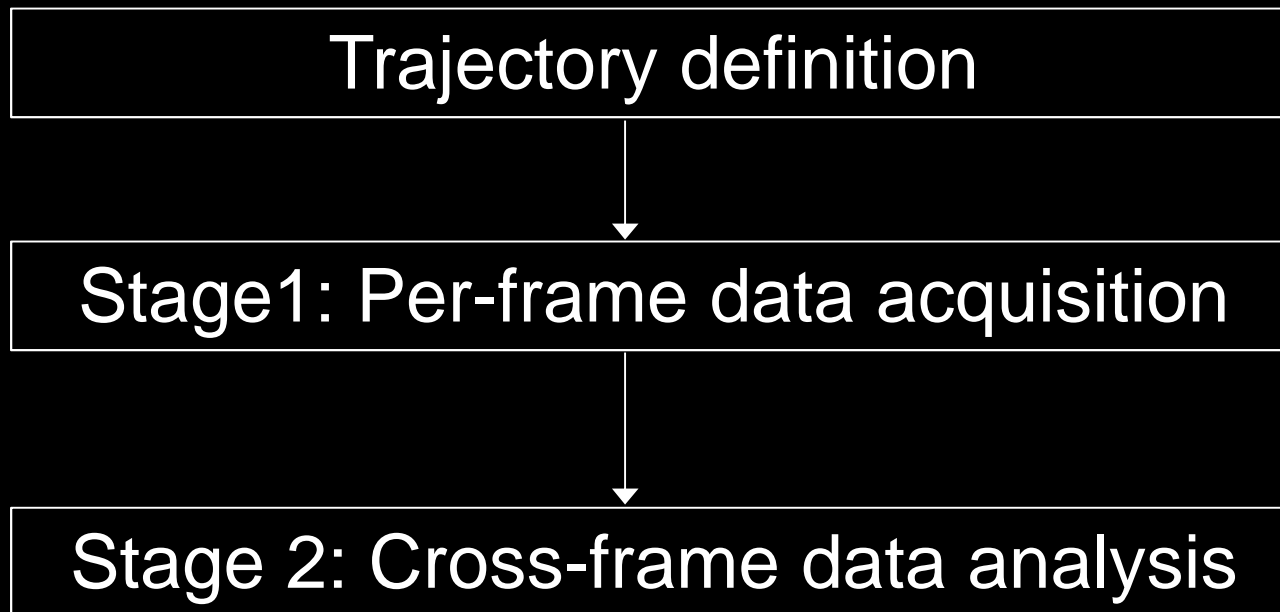 Trajectory definition
Stage1: Per-frame data acquisition
Stage 2: Cross-frame data analysis